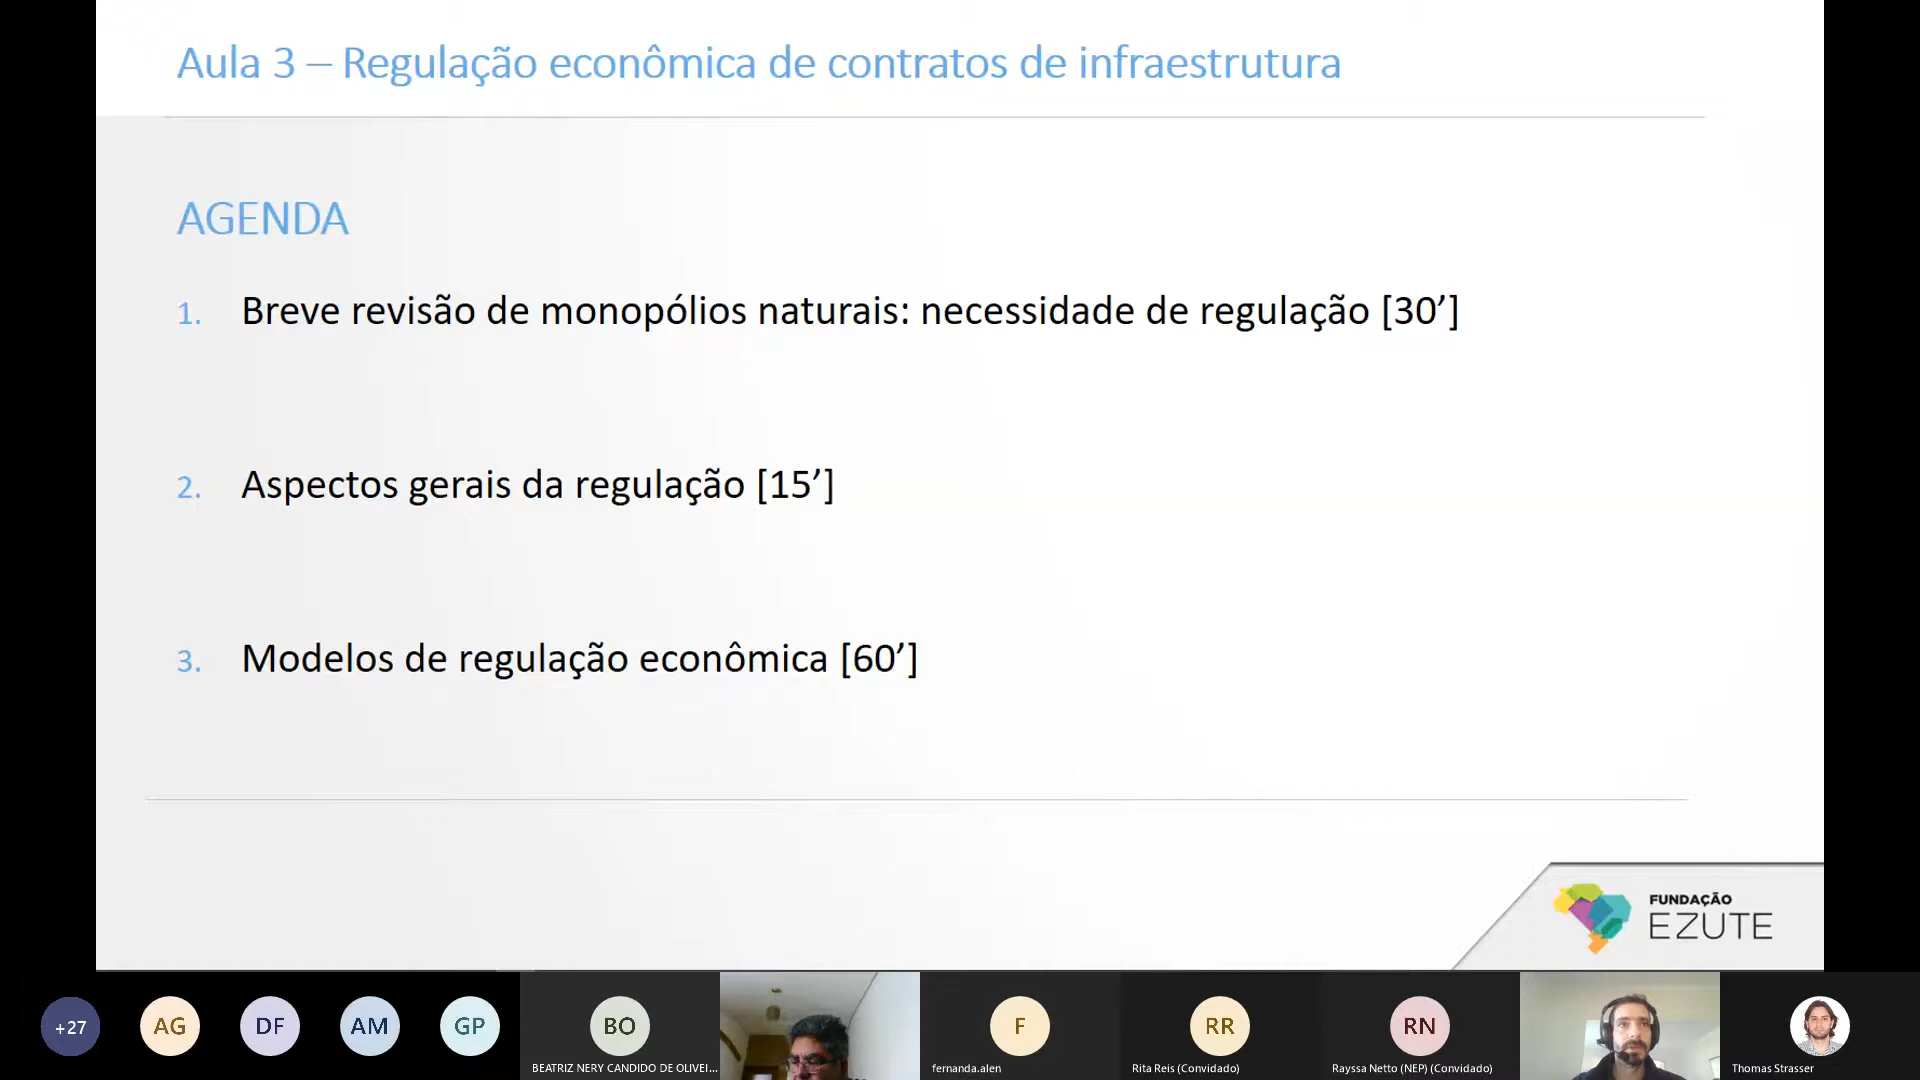 Aula 3 – Regulação econômica de contratos de infraestrutura
AGENDA
1. Breve revisão de monopólios naturais: necessidade de regulação [30’]
2. Aspectos gerais da regulação [15’]
3. Modelos de regulação econômica [60’]
FUNDAÇÃO
EZUTE
+27
AG
DF
AM
GP
BO
F
RR
RN
BEATRIZ NERY CANDIDO DE OLIVEI...
fernanda.alen
Rita Reis (Convidado)
Rayssa Netto (NEP) (Convidado)
Thomas Strasser